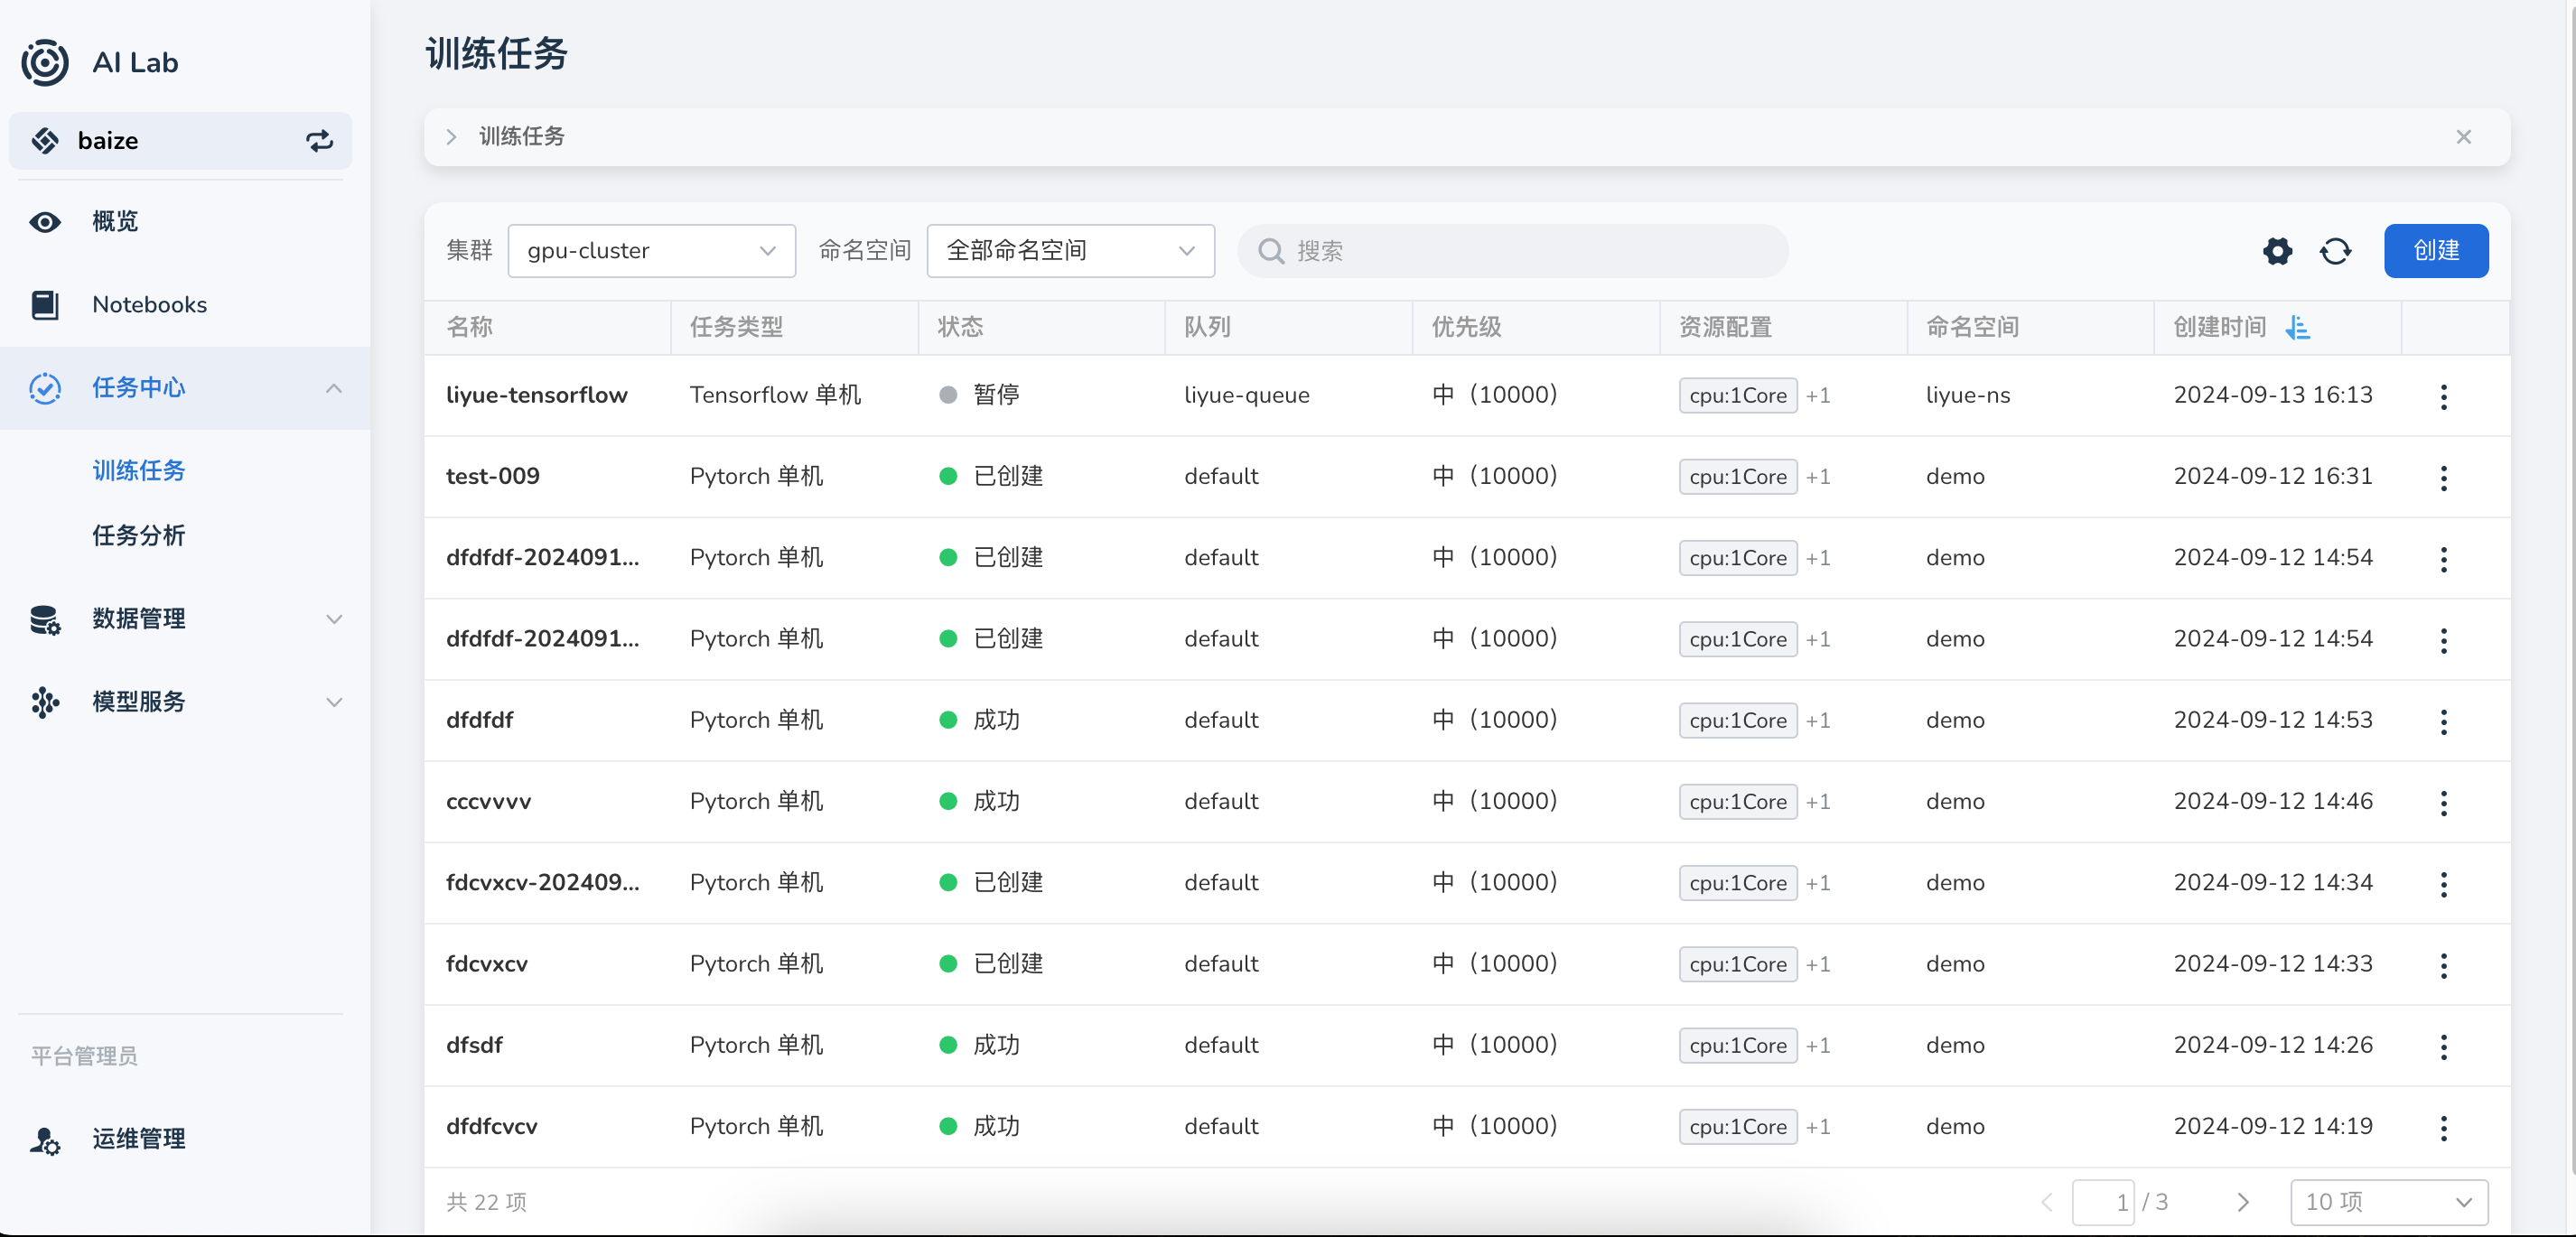 AI Lab
baize
概览
Notebooks
任务中心
训练任务
任务分析
数据管理
模型服务
平台管理员
运维管理
训练任务
训练任务
集群 gpu-cluster 命名空间 全部命名空间 搜索 创建
名称 任务类型 状态 队列 优先级 资源配置 命名空间 创建时间
liyue-tensorflow Tensorflow 单机 暂停 liyue-queue 中（10000） cpu:1Core +1 liyue-ns 2024-09-13 16:13
test-009 Pytorch 单机 已创建 default 中（10000） cpu:1Core +1 demo 2024-09-12 16:31
dfdfdf-2024091... Pytorch 单机 已创建 default 中（10000） cpu:1Core +1 demo 2024-09-12 14:54
dfdfdf-2024091... Pytorch 单机 已创建 default 中（10000） cpu:1Core +1 demo 2024-09-12 14:54
dfdfdf Pytorch 单机 成功 default 中（10000） cpu:1Core +1 demo 2024-09-12 14:53
cccvvvv Pytorch 单机 成功 default 中（10000） cpu:1Core +1 demo 2024-09-12 14:46
fdcvxcv-202409... Pytorch 单机 已创建 default 中（10000） cpu:1Core +1 demo 2024-09-12 14:34
fdcvxcv Pytorch 单机 已创建 default 中（10000） cpu:1Core +1 demo 2024-09-12 14:33
dfsdf Pytorch 单机 成功 default 中（10000） cpu:1Core +1 demo 2024-09-12 14:26
dfdfcvcv Pytorch 单机 成功 default 中（10000） cpu:1Core +1 demo 2024-09-12 14:19
共 22 项 1 / 3 10 项